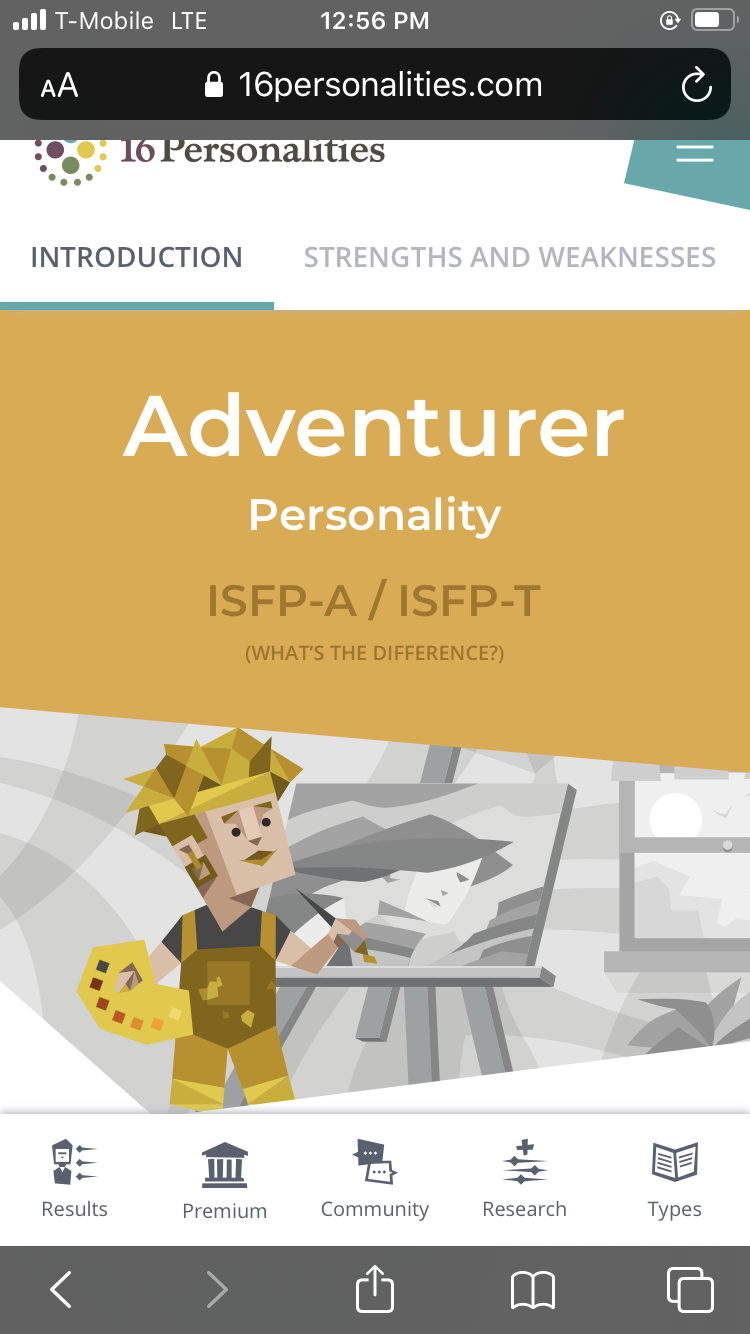 T-Mobile LTE 12:56 PM
AA 16personalities.com
16 Personalities
INTRODUCTION STRENGTHS AND WEAKNESSES
Adventurer
Personality
ISFP-A / ISFP-T
(WHAT'S THE DIFFERENCE?)
Results Premium Community Research Types